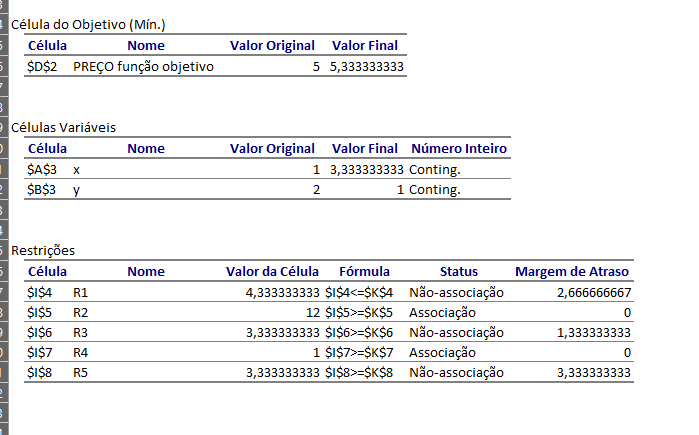 Célula do Objetivo (Mín.)
Célula Nome Valor Original Valor Final
$D$2 PREÇO função objetivo 5 5,333333333
Células Variáveis
Célula Nome Valor Original Valor Final Número Inteiro
$A$3 x 1 3,333333333 Conting.
$B$3 y 2 1 Conting.
Restrições
Célula Nome Valor da Célula Fórmula Status Margem de Atraso
$I$4 R1 4,333333333 $I$4<=$K$4 Não-associação 2,666666667
$I$5 R2 12 $I$5>=$K$5 Associação 0
$I$6 R3 3,333333333 $I$6>=$K$6 Não-associação 1,333333333
$I$7 R4 1 $I$7>=$K$7 Associação 0
$I$8 R5 3,333333333 $I$8>=$K$8 Não-associação 3,333333333